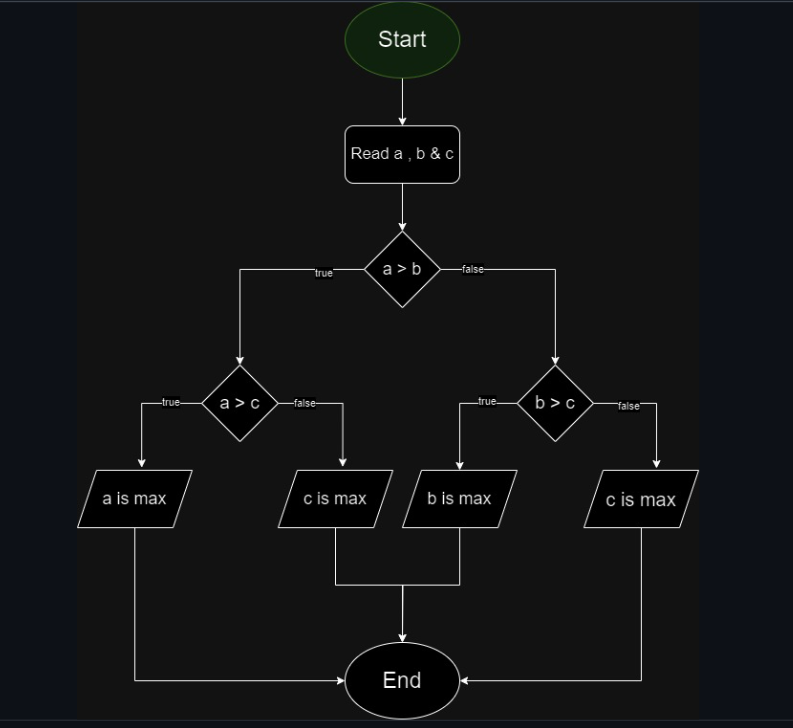 Start
Read a , b & c
a > b
true
false
a > c
b > c
true
false
true
false
a is max
c is max
b is max
c is max
End